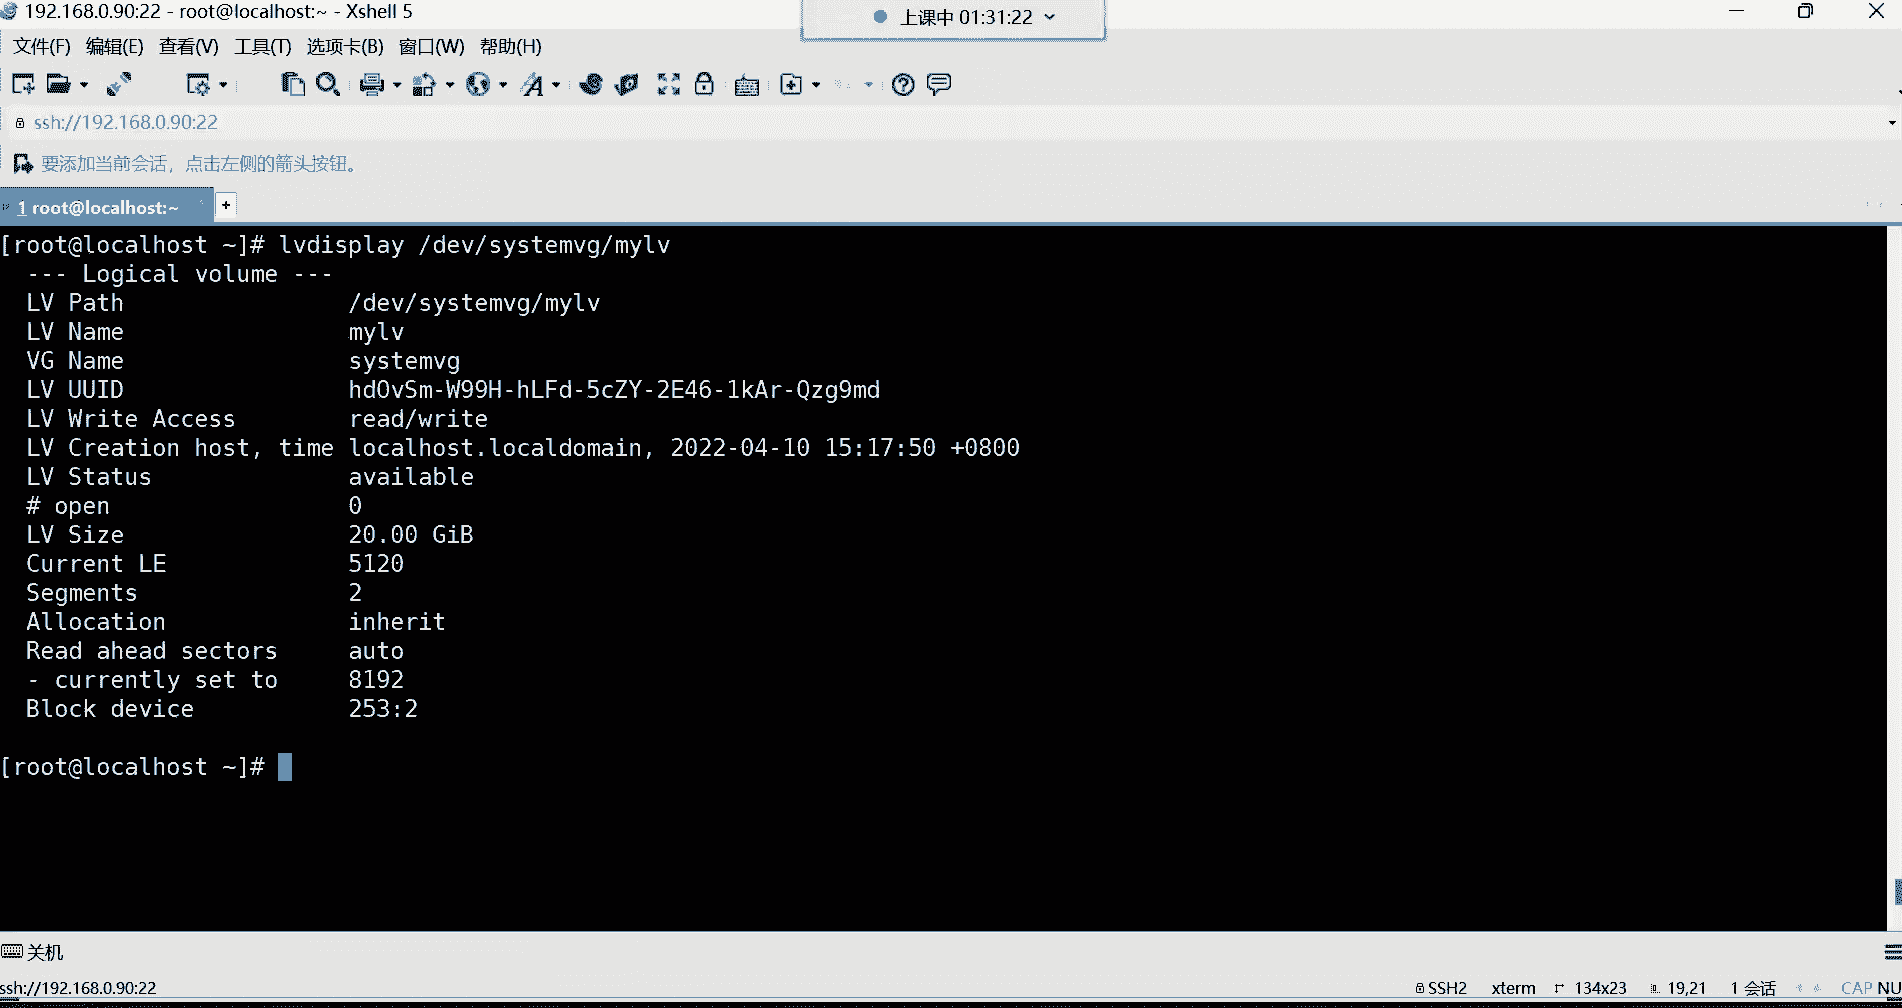 192.168.0.90:22 - root@localhost:~ - Xshell 5
上课中 01:31:22
文件(F) 编辑(E) 查看(V) 工具(T) 选项卡(B) 窗口(W) 帮助(H)
ssh://192.168.0.90:22
要添加当前会话，点击左侧的箭头按钮。
1 root@localhost:~ +
[root@localhost ~]# lvdisplay /dev/systemvg/mylv
--- Logical volume ---
LV Path /dev/systemvg/mylv
LV Name mylv
VG Name systemvg
LV UUID hdOvSm-W99H-hLFd-5cZY-2E46-1kAr-Qzg9md
LV Write Access read/write
LV Creation host, time localhost.localdomain, 2022-04-10 15:17:50 +0800
LV Status available
# open 0
LV Size 20.00 GiB
Current LE 5120
Segments 2
Allocation inherit
Read ahead sectors auto
- currently set to 8192
Block device 253:2
[root@localhost ~]#
关机
ssh://192.168.0.90:22 SSH2 xterm 134x23 19,21 1 会话 CAP NU